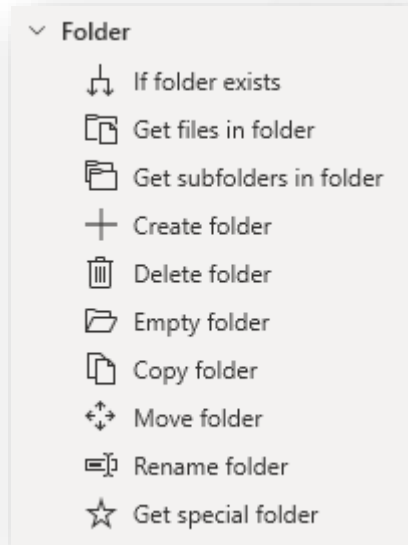 Folder
If folder exists
Get files in folder
Get subfolders in folder
Create folder
Delete folder
Empty folder
Copy folder
Move folder
Rename folder
Get special folder